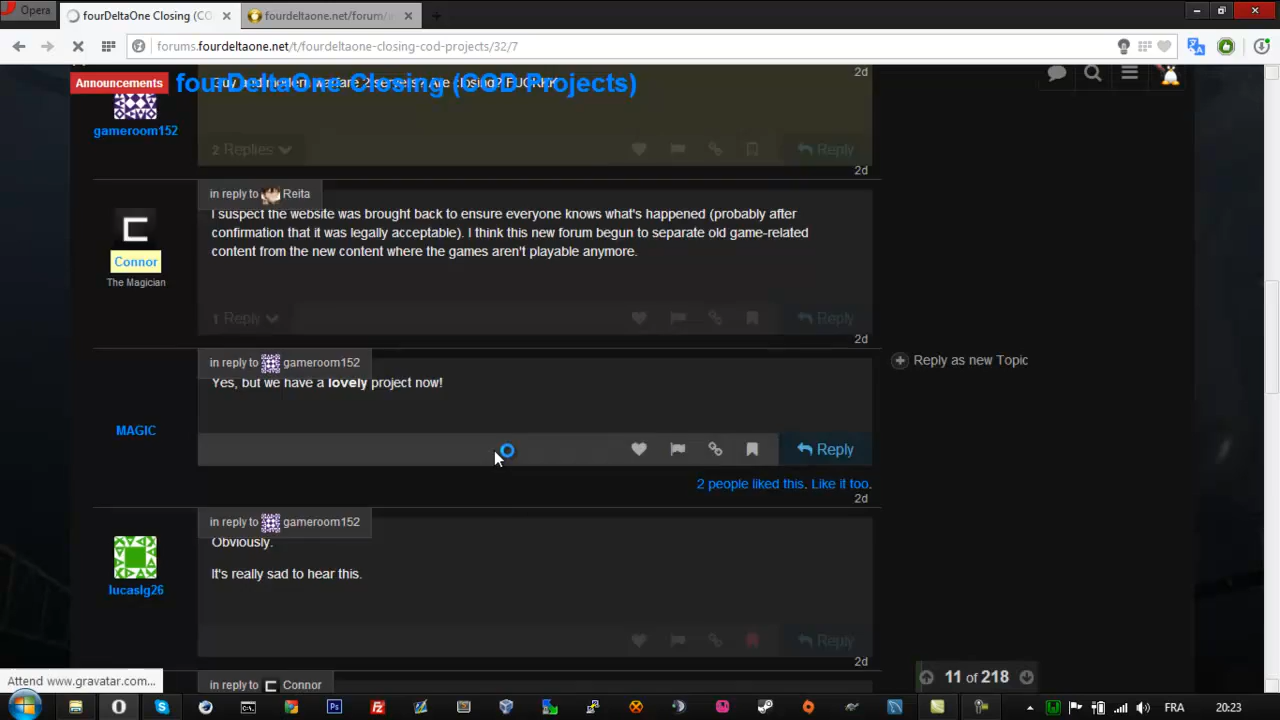 Opera
fourDeltaOne Closing (CO
fourdeltaone.net/forum/i
forums.fourdeltaone.net/t/fourdeltaone-closing-cod-projects/32/7
Announcements
fourDeltaOne Closing (COD Projects)
2d
gameroom152
2 Replies
Reply
2d
in reply to Reita
I suspect the website was brought back to ensure everyone knows what's happened (probably after
confirmation that it was legally acceptable). I think this new forum begun to separate old game-related
content from the new content where the games aren't playable anymore.
Connor
The Magician
1 Reply
Reply
2d
in reply to gameroom152
Reply as new Topic
Yes, but we have a lovely project now!
MAGIC
Reply
2 people liked this. Like it too.
2d
in reply to gameroom152
Obviously.
It's really sad to hear this.
lucaslg26
Reply
2d
in reply to Connor
11 of 218
Attend www.gravatar.com...
FRA
20:23